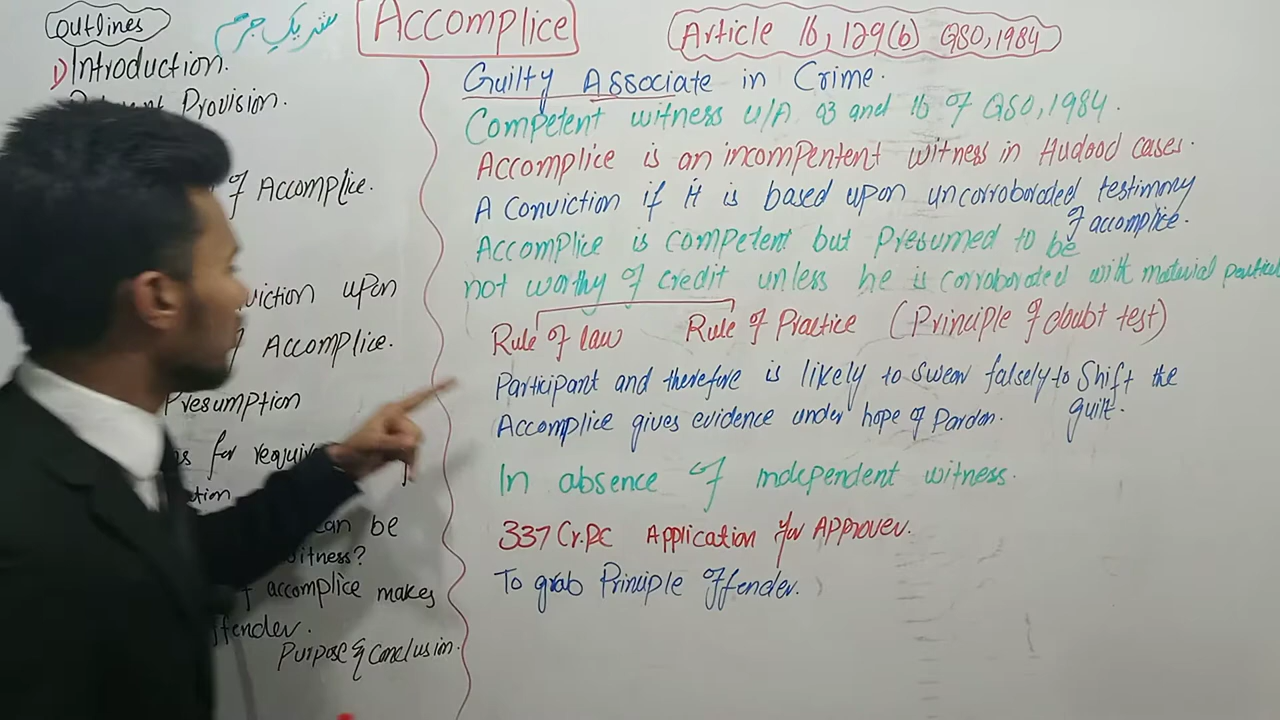 Outlines
شریکِ جرم
Accomplice
Article 16, 129(b) QSO, 1984
1) Introduction.
Provision.
of Accomplice.
upon
Accomplice.
Presumption
for
can be
witness?
accomplice makes
Purpose & Conclusion.
Guilty Associate in Crime.
Competent witness u/A 03 and 16 of QSO, 1984.
Accomplice is an incompentent witness in Hudood cases.
A Conviction if it is based upon uncorroboraded testimony
of accomplice.
Accomplice is competent but Presumed to be
not worthy of credit unless he is corroborated with material
Rule of law Rule of Practice (Principle of doubt test)
Participant and therefore is likely to swear falsely to Shift the
guilt.
Accomplice gives evidence under hope of Pardon.
In absence of independent witness.
337 Cr.PC Application for Approver.
To grab Principle Offender.